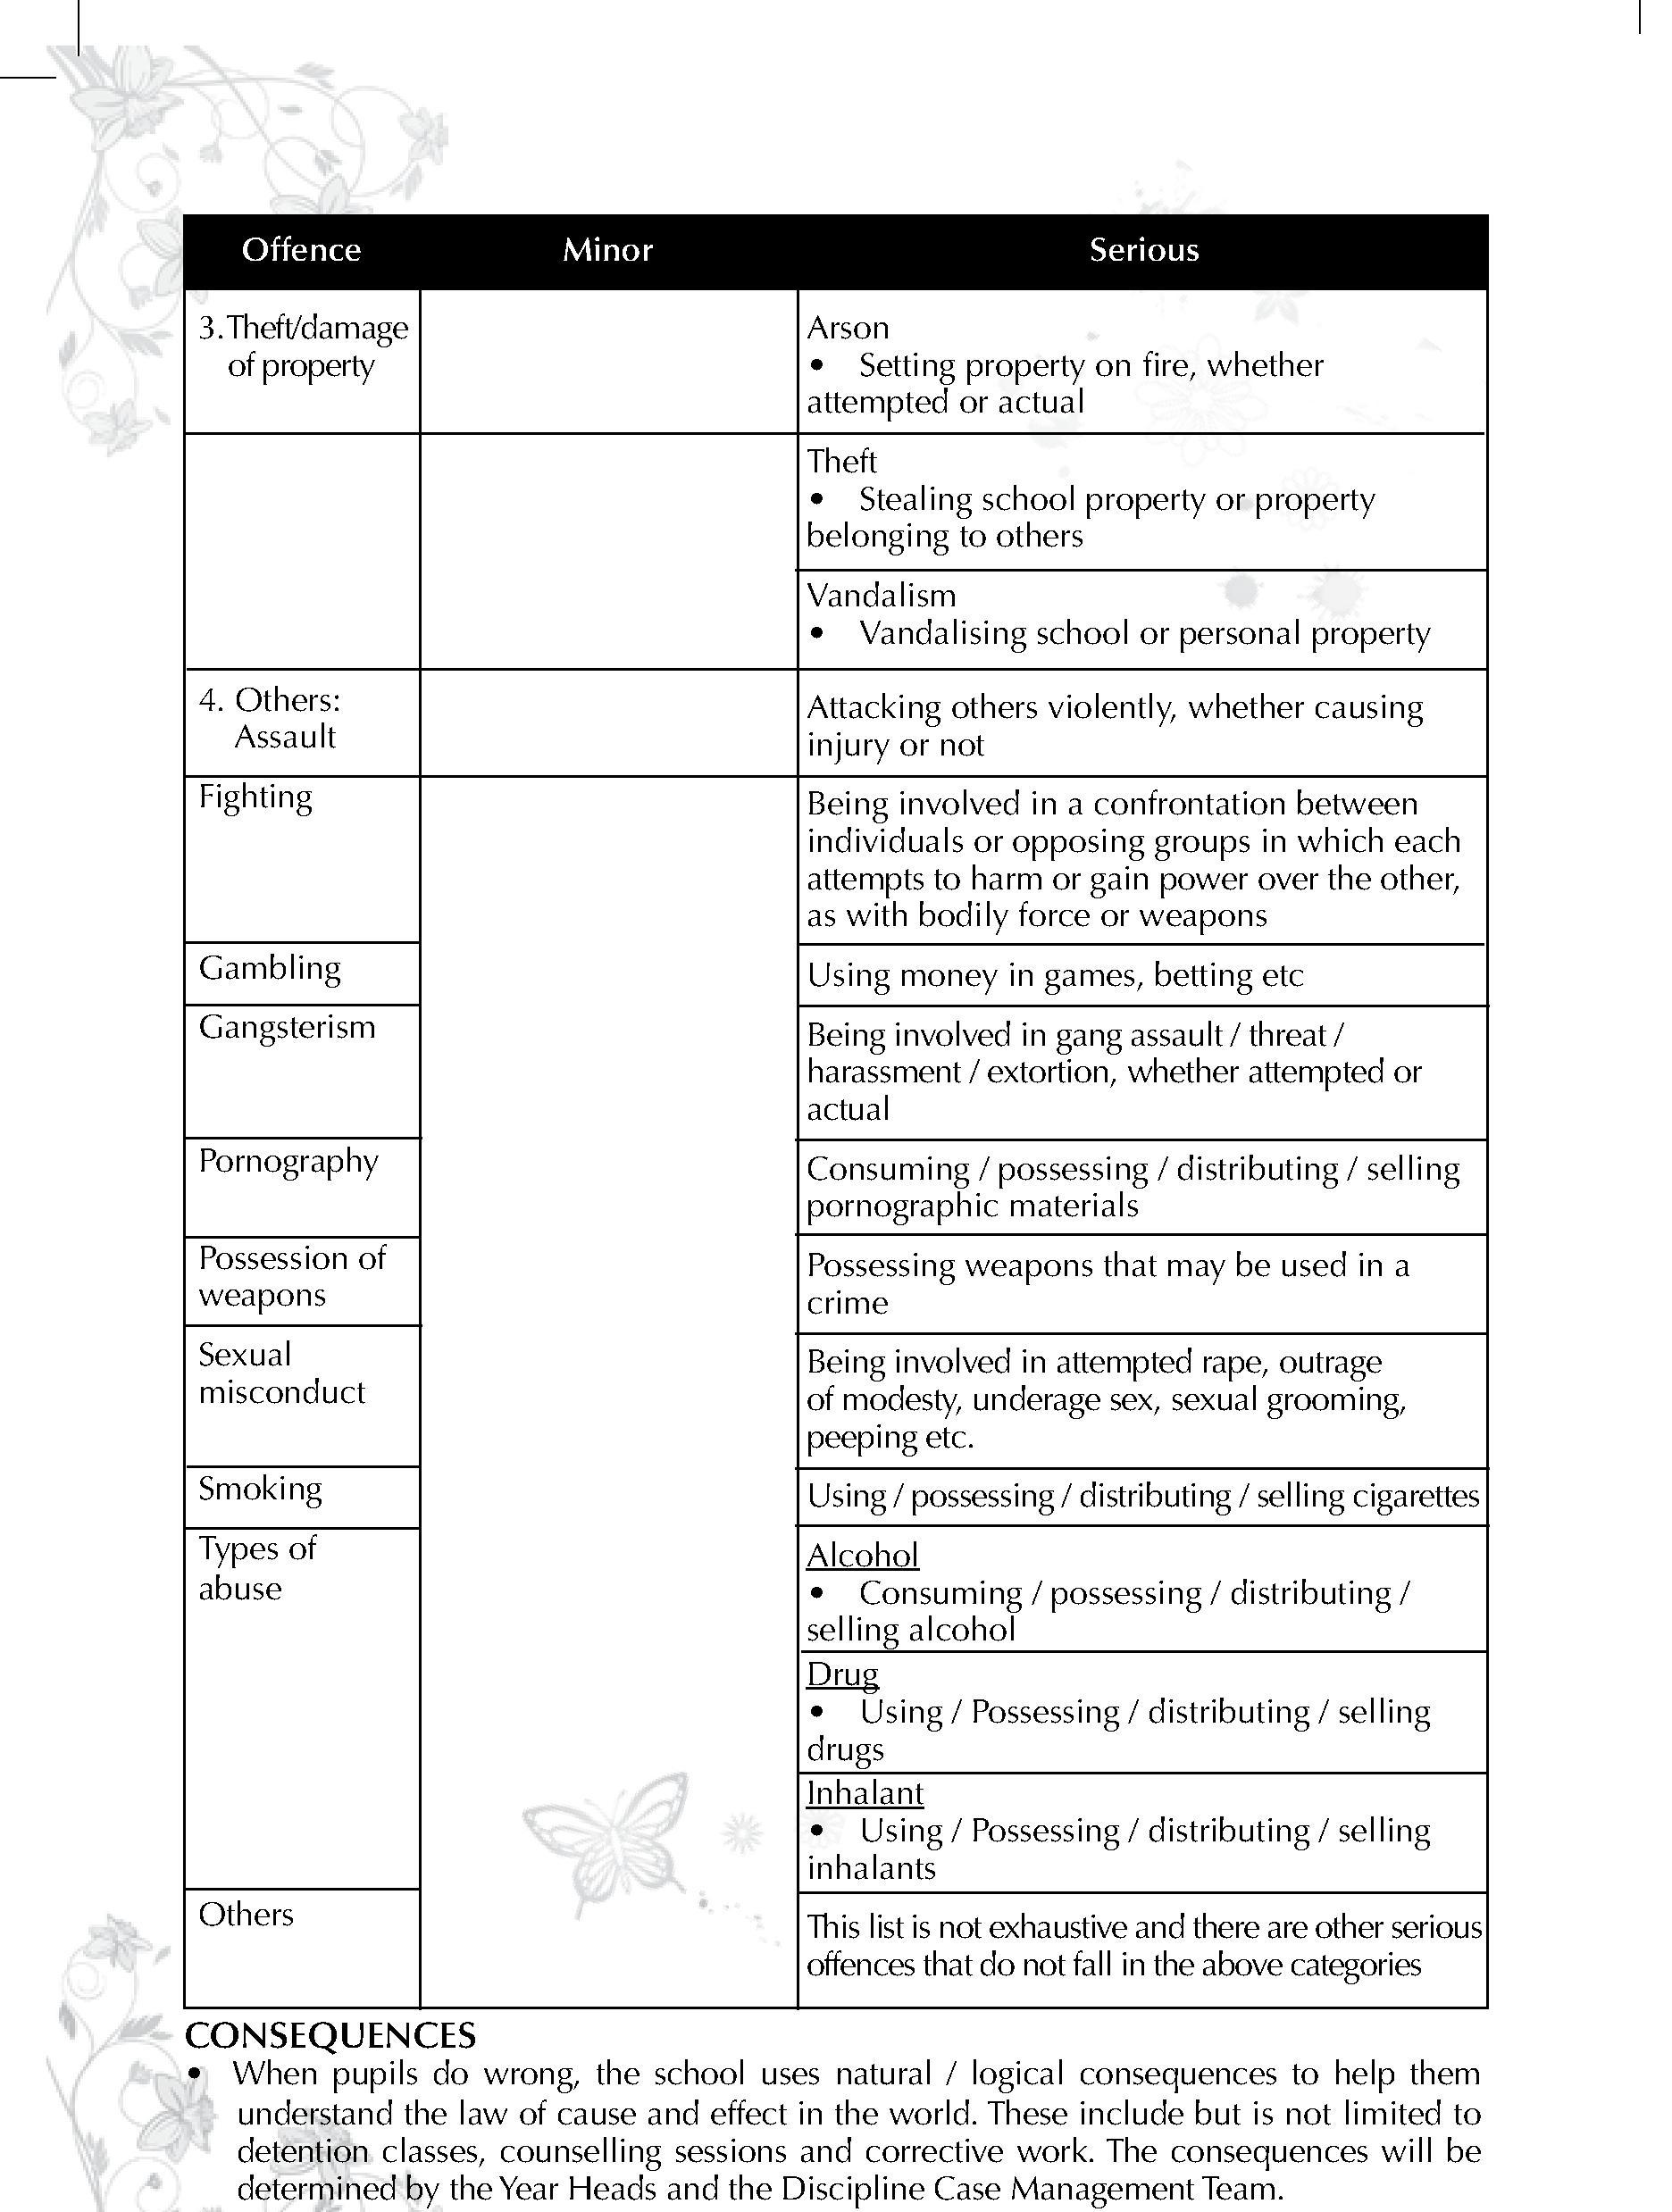 Offence Minor Serious
3. Theft/damage
of property
Arson
• Setting property on fire, whether
attempted or actual
Theft
• Stealing school property or property
belonging to others
Vandalism
• Vandalising school or personal property
4. Others:
Assault
Attacking others violently, whether causing
injury or not
Fighting
Being involved in a confrontation between
individuals or opposing groups in which each
attempts to harm or gain power over the other,
as with bodily force or weapons
Gambling
Using money in games, betting etc
Gangsterism
Being involved in gang assault / threat /
harassment / extortion, whether attempted or
actual
Pornography
Consuming / possessing / distributing / selling
pornographic materials
Possession of
weapons
Possessing weapons that may be used in a
crime
Sexual
misconduct
Being involved in attempted rape, outrage
of modesty, underage sex, sexual grooming,
peeping etc.
Smoking
Using / possessing / distributing / selling cigarettes
Types of
abuse
Alcohol
• Consuming / possessing / distributing /
selling alcohol
Drug
• Using / Possessing / distributing / selling
drugs
Inhalant
• Using / Possessing / distributing / selling
inhalants
Others
This list is not exhaustive and there are other serious
offences that do not fall in the above categories
CONSEQUENCES
• When pupils do wrong, the school uses natural / logical consequences to help them
understand the law of cause and effect in the world. These include but is not limited to
detention classes, counselling sessions and corrective work. The consequences will be
determined by the Year Heads and the Discipline Case Management Team.